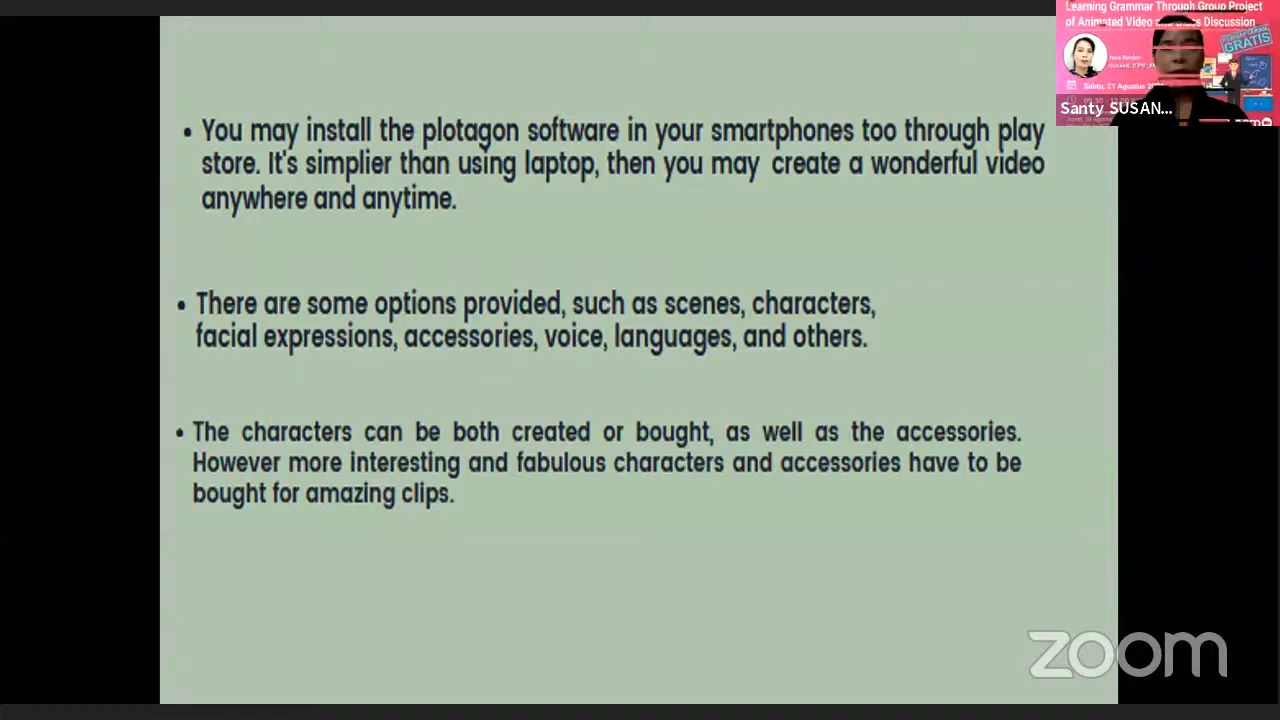 Learning Grammar Through Group Project
of Animated Video Discussion
GRATIS
Sabtu, 21 Agustus
Santy SUSAN...
• You may install the plotagon software in your smartphones too through play
store. It's simplier than using laptop, then you may create a wonderful video
anywhere and anytime.
• There are some options provided, such as scenes, characters,
facial expressions, accessories, voice, languages, and others.
• The characters can be both created or bought, as well as the accessories.
However more interesting and fabulous characters and accessories have to be
bought for amazing clips.
zoom